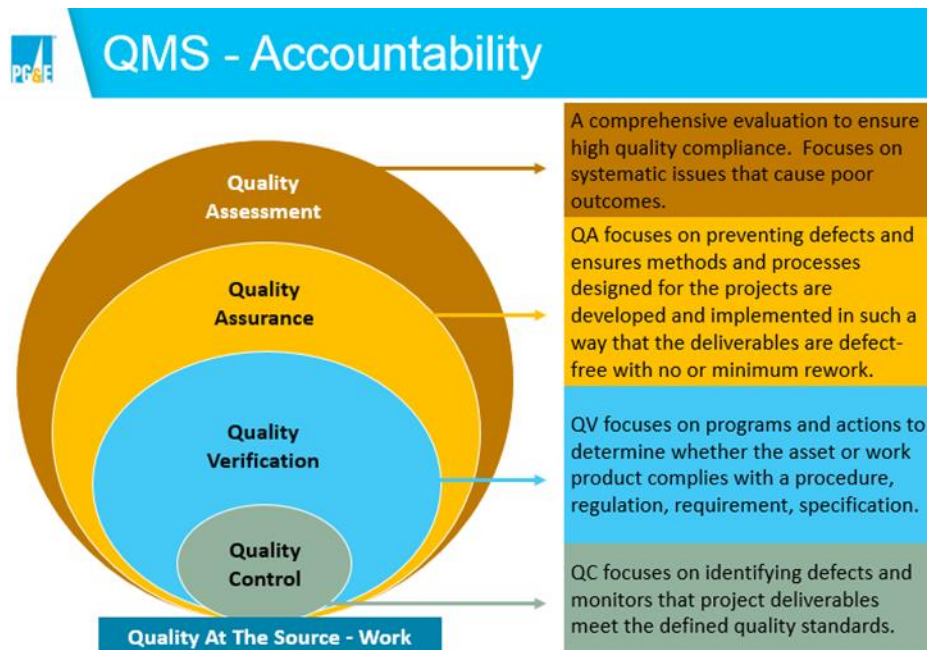 PG&E
QMS - Accountability
Quality
Assessment
Quality
Assurance
Quality
Verification
Quality
Control
Quality At The Source - Work
A comprehensive evaluation to ensure
high quality compliance.  Focuses on
systematic issues that cause poor
outcomes.
QA focuses on preventing defects and
ensures methods and processes
designed for the projects are
developed and implemented in such a
way that the deliverables are defect-
free with no or minimum rework.
QV focuses on programs and actions to
determine whether the asset or work
product complies with a procedure,
regulation, requirement, specification.
QC focuses on identifying defects and
monitors that project deliverables
meet the defined quality standards.